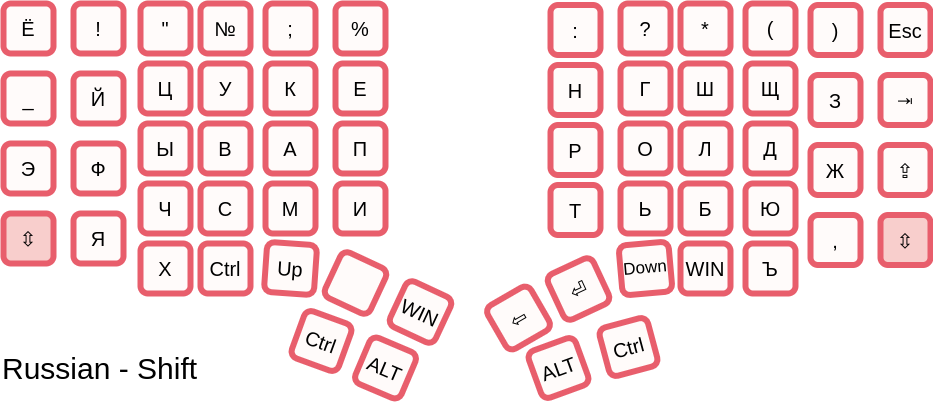 Ё ! " № ; % : ? * ( ) Esc
_ Й Ц У К Е Н Г Ш Щ З ⇥
Э Ф Ы В А П Р О Л Д Ж ⇪
⇳ Я Ч С М И Т Ь Б Ю , ⇳
Х Ctrl Up WIN ⇦ ⏎ Down WIN Ъ
Ctrl ALT ALT Ctrl
Russian - Shift